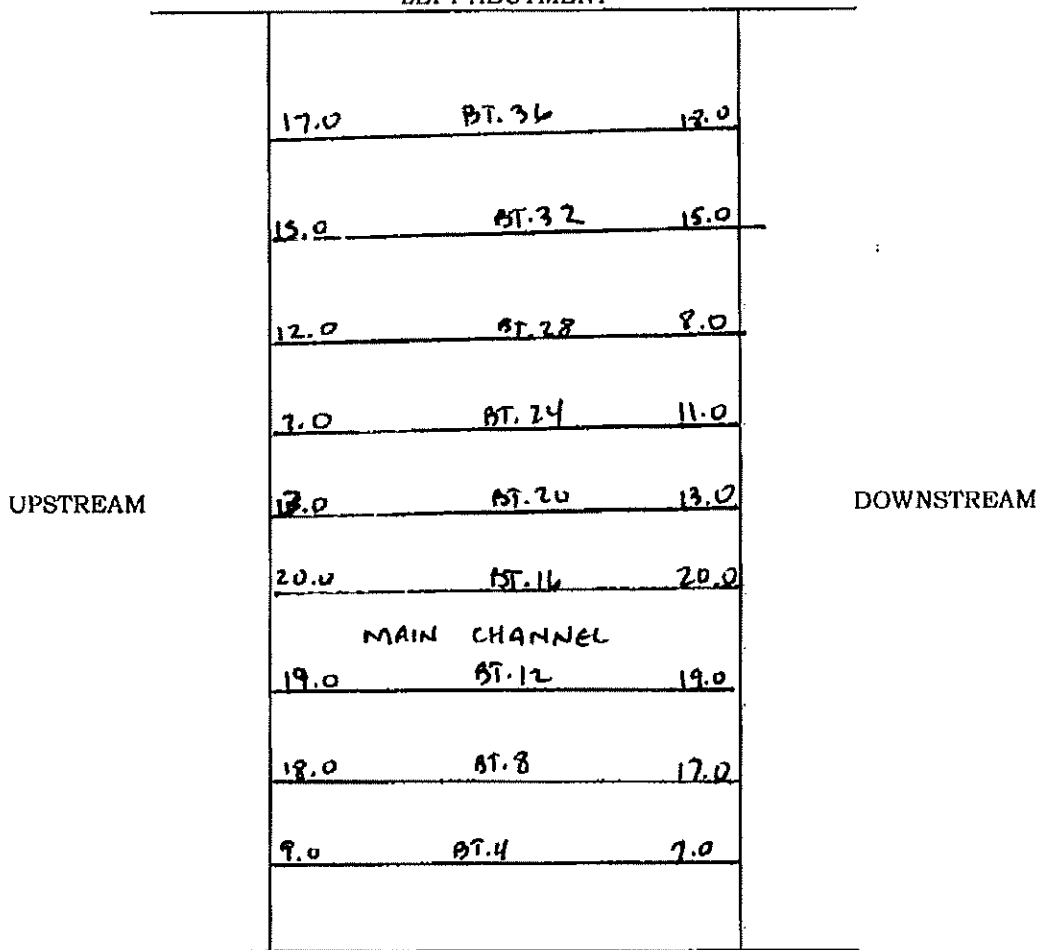 17.0 BT. 36 18.0
15.0 BT.32 15.0
12.0 BT.28 8.0
7.0 BT. 24 11.0
UPSTREAM 13.0 BT.20 13.0 DOWNSTREAM
20.0 BT.16 20.0
MAIN CHANNEL
19.0 BT.12 19.0
18.0 BT.8 17.0
9.0 BT.4 7.0